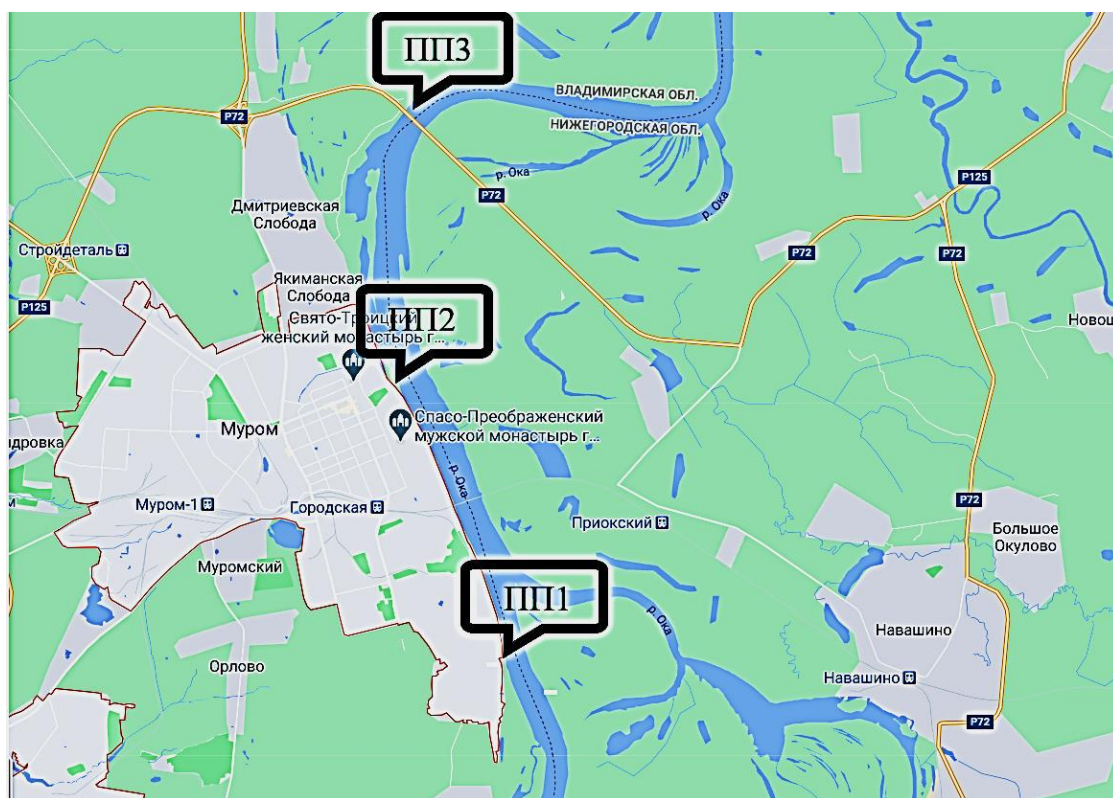 ПП3
ВЛАДИМИРСКАЯ ОБЛ.
НИЖЕГОРОДСКАЯ ОБЛ.
Р72
р. Ока
Р125
Р72
р. Ока
Дмитриевская
Слобода
Стройдеталь
Р72
Р72
Якиманская
Слобода
Р125
Свято-Троицкий
женский монастырь г...
ПП2
Новош
Спасо-Преображенский
мужской монастырь г...
Муром
ндровка
р. Ока
Муром-1
Городская
Приокский
Р72
Большое
Окулово
Муромский
ПП1
р. Ока
Навашино
Орлово
Навашино
Р72